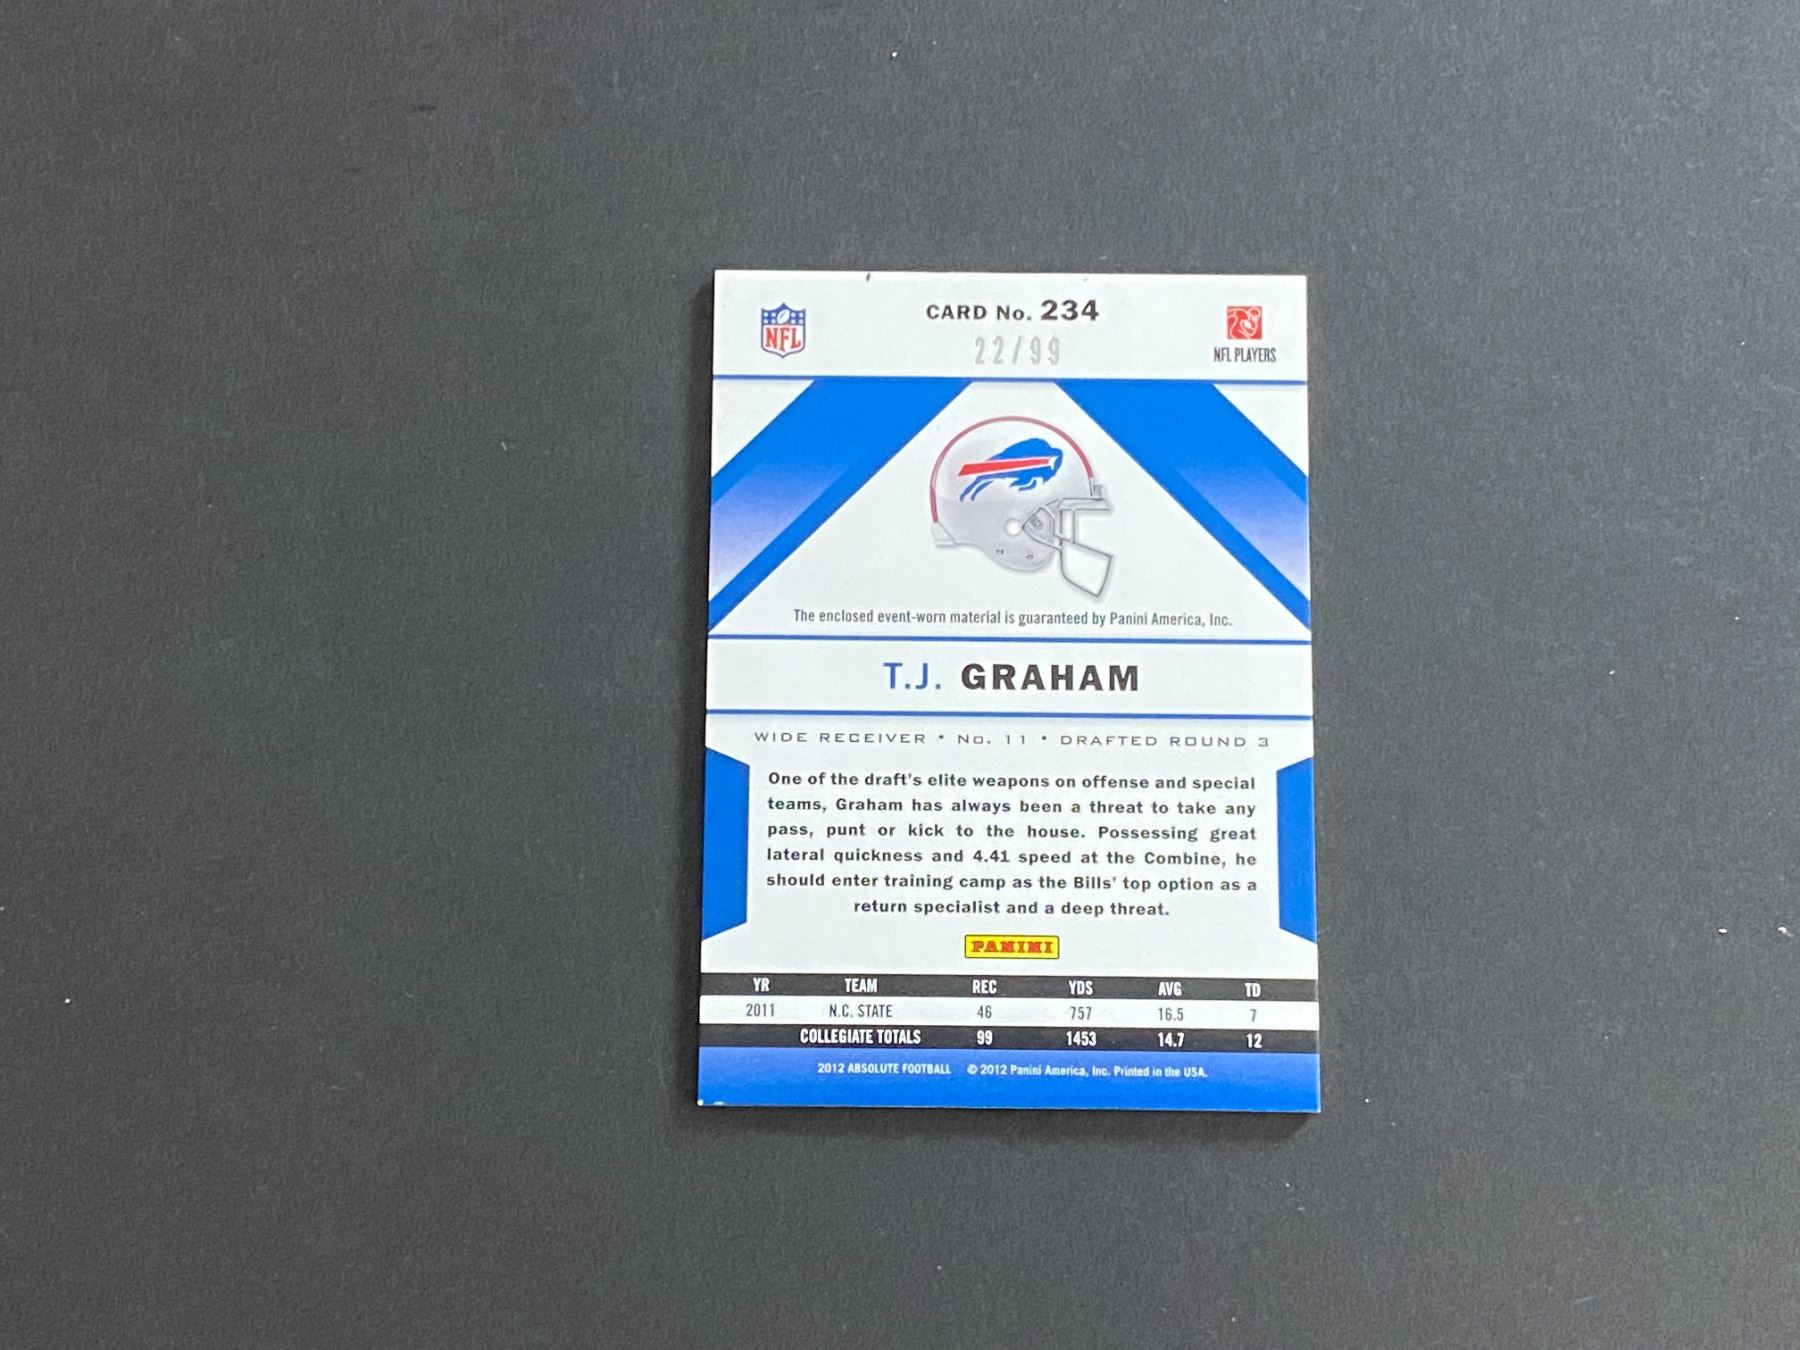 CARD No. 234
NFL
22/99
NFL PLAYERS
The enclosed event-worn material is guaranteed by Panini America, Inc.
T.J. GRAHAM
WIDE RECEIVER • No. 11 • DRAFTED ROUND 3
One of the draft's elite weapons on offense and special
teams, Graham has always been a threat to take any
pass, punt or kick to the house. Possessing great
lateral quickness and 4.41 speed at the Combine, he
should enter training camp as the Bills' top option as a
return specialist and a deep threat.
PANINI
YR TEAM REC YDS AVG TD
2011 N.C. STATE 46 757 16.5 7
COLLEGIATE TOTALS 99 1453 14.7 12
2012 ABSOLUTE FOOTBALL © 2012 Panini America, Inc. Printed in the USA.